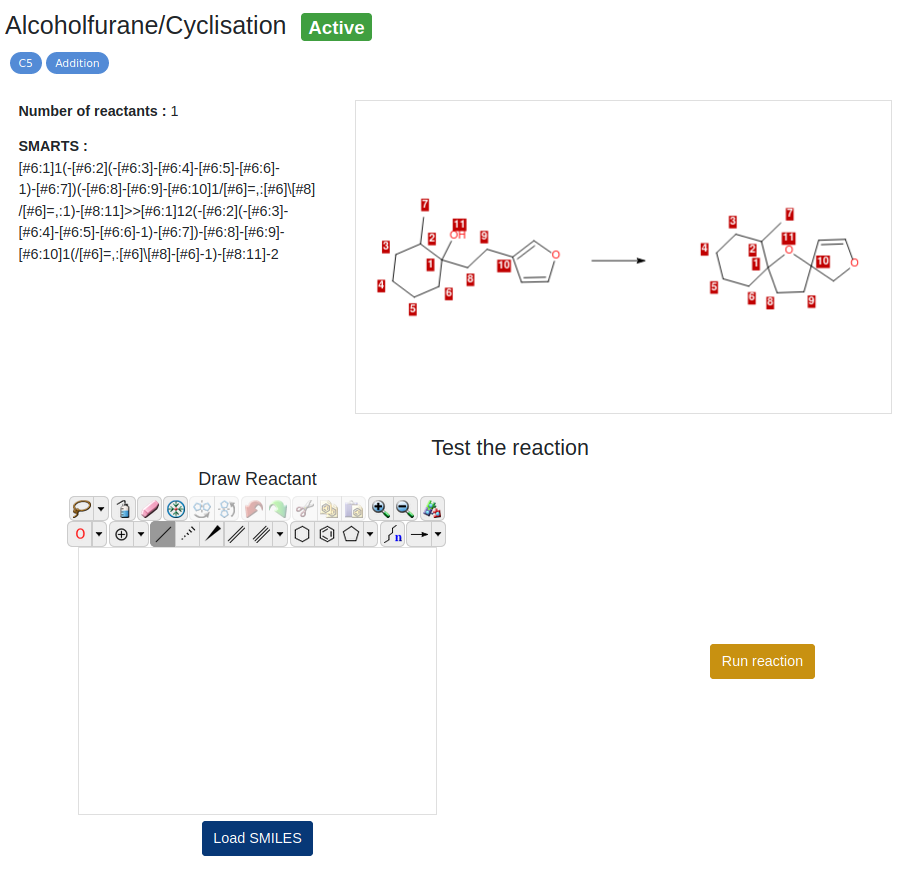 Alcoholfurane/Cyclisation Active
C5 Addition
Number of reactants : 1
SMARTS :
[#6:1]1(-[#6:2](-[#6:3]-[#6:4]-[#6:5]-[#6:6]-
1)-[#6:7])(-[#6:8]-[#6:9]-[#6:10]1/[#6]=,:[#6]\[#8]
/[#6]=,:1)-[#8:11]>>[#6:1]12(-[#6:2](-[#6:3]-
[#6:4]-[#6:5]-[#6:6]-1)-[#6:7])-[#6:8]-[#6:9]-
[#6:10]1(/[#6]=,:[#6]\[#8]-[#6]-1)-[#8:11]-2
7
11
OH
2
9
3
1
10
O
8
4
6
5
7
3
11
4
2
O
1
10
O
5
6
8
9
Test the reaction
Draw Reactant
O
n
Run reaction
Load SMILES